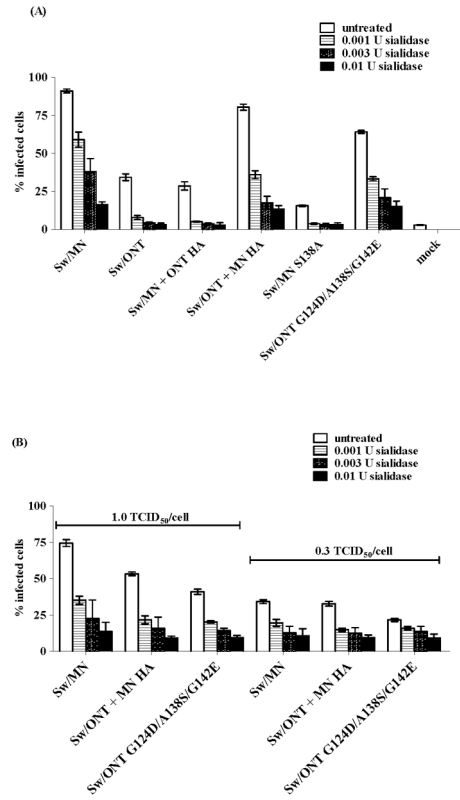 (A)
untreated
0.001 U sialidase
0.003 U sialidase
0.01 U sialidase
100
75
50
25
0
% infected cells
Sw/MN
Sw/ONT
Sw/MN + ONT HA
Sw/ONT + MN HA
Sw/MN S138A
Sw/ONT G124D/A138S/G142E
mock
(B)
untreated
0.001 U sialidase
0.003 U sialidase
0.01 U sialidase
1.0 TCID50/cell
0.3 TCID50/cell
100
75
50
25
0
% infected cells
Sw/MN
Sw/ONT + MN HA
Sw/ONT G124D/A138S/G142E
Sw/MN
Sw/ONT + MN HA
Sw/ONT G124D/A138S/G142E